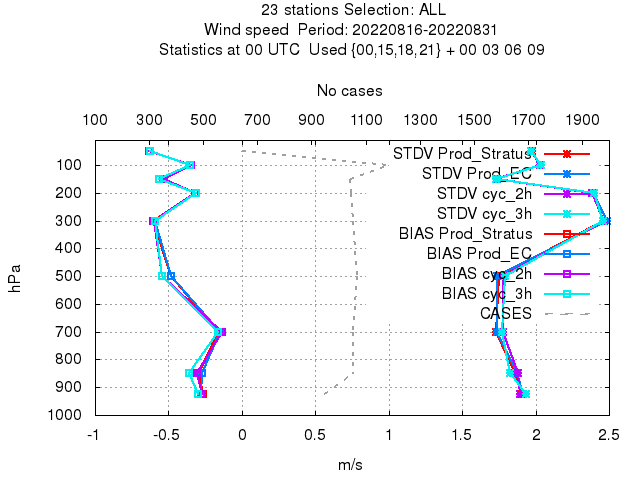 23 stations Selection: ALL
Wind speed  Period: 20220816-20220831
Statistics at 00 UTC  Used {00,15,18,21} + 00 03 06 09
No cases
100 300 500 700 900 1100 1300 1500 1700 1900
STDV Prod_Stratus
STDV Prod_EC
STDV cyc_2h
STDV cyc_3h
BIAS Prod_Stratus
BIAS Prod_EC
BIAS cyc_2h
BIAS cyc_3h
CASES
100
200
300
400
500
600
700
800
900
1000
hPa
-1 -0.5 0 0.5 1 1.5 2 2.5
m/s